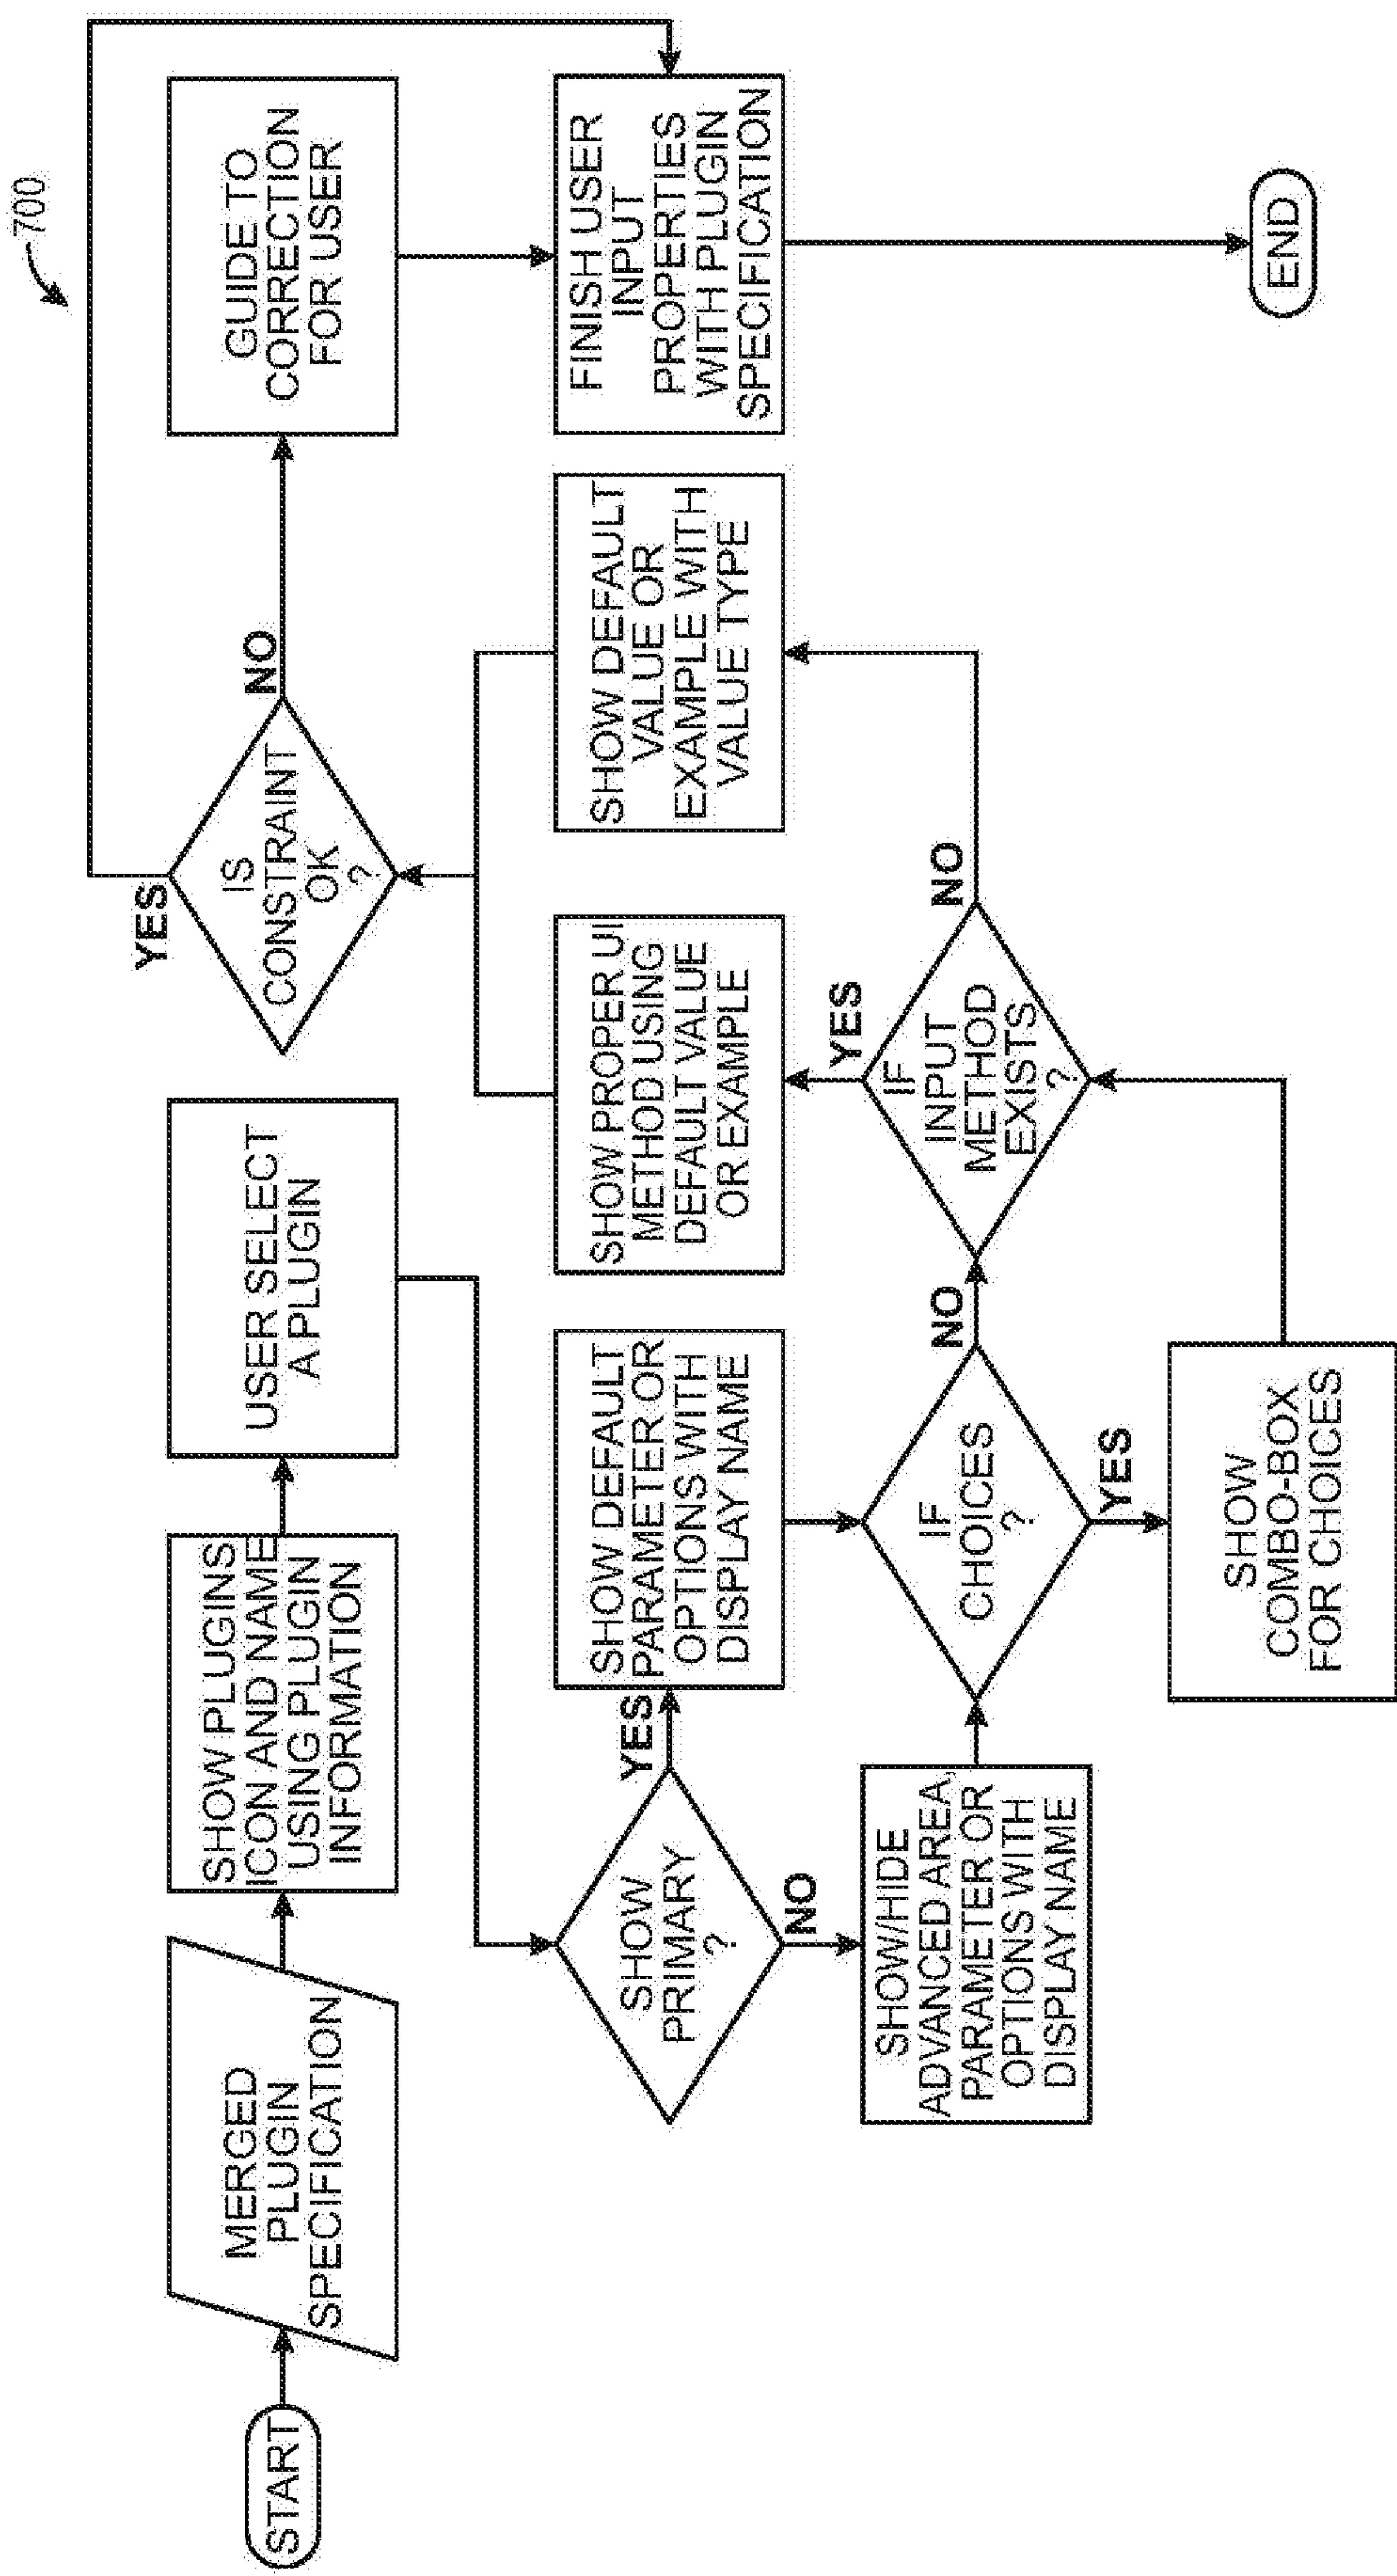 700
START
MERGED
PLUGIN
SPECIFICATION
SHOW PLUGINS
ICON AND NAME
USING PLUGIN
INFORMATION
USER SELECT
A PLUGIN
SHOW
PRIMARY
?
YES
NO
SHOW DEFAULT
PARAMETER OR
OPTIONS WITH
DISPLAY NAME
SHOW/HIDE
ADVANCED AREA,
PARAMETER OR
OPTIONS WITH
DISPLAY NAME
IF
CHOICES
?
NO
YES
SHOW
COMBO-BOX
FOR CHOICES
IF
INPUT
METHOD
EXISTS
?
YES
NO
SHOW PROPER UI
METHOD USING
DEFAULT VALUE
OR EXAMPLE
SHOW DEFAULT
VALUE OR
EXAMPLE WITH
VALUE TYPE
IS
CONSTRAINT
OK
?
YES
NO
GUIDE TO
CORRECTION
FOR USER
FINISH USER
INPUT
PROPERTIES
WITH PLUGIN
SPECIFICATION
END